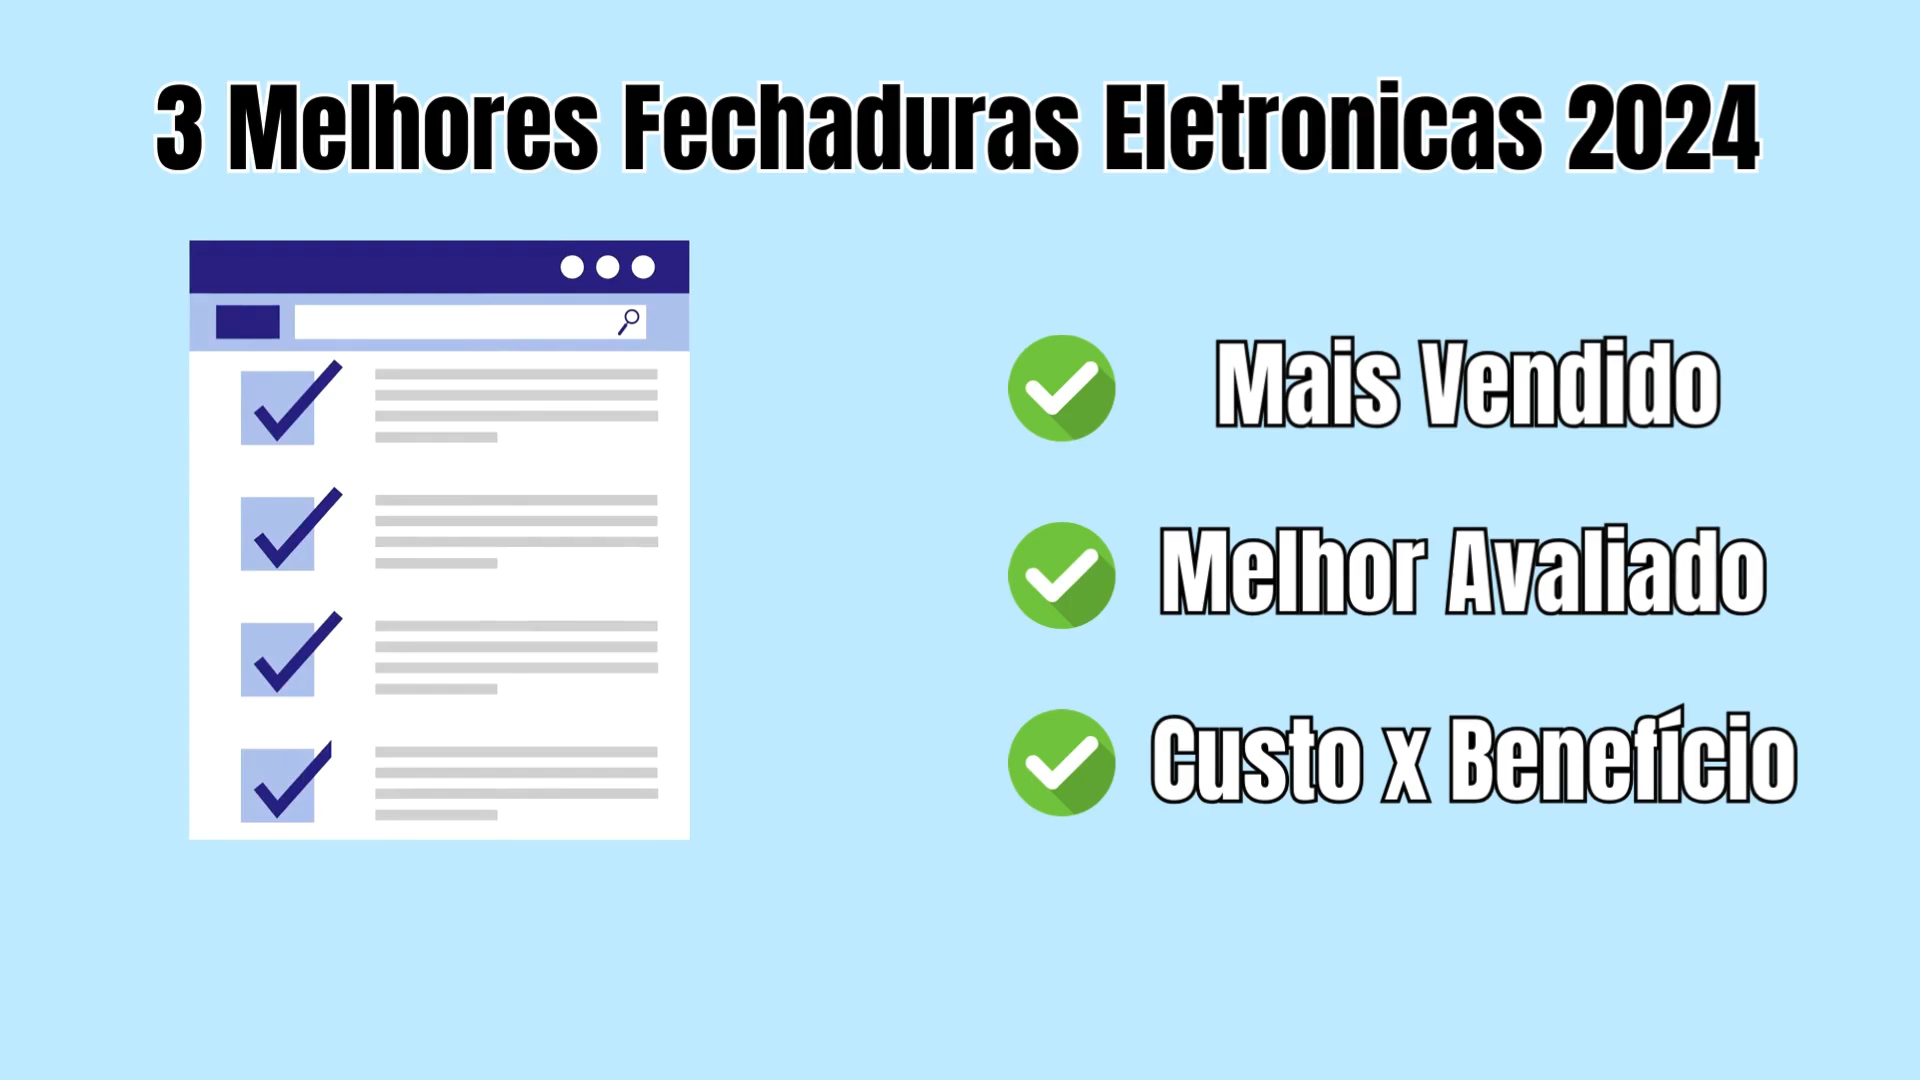 3 Melhores Fechaduras Eletronicas 2024
Mais Vendido
Melhor Avaliado
Custo x Benefício